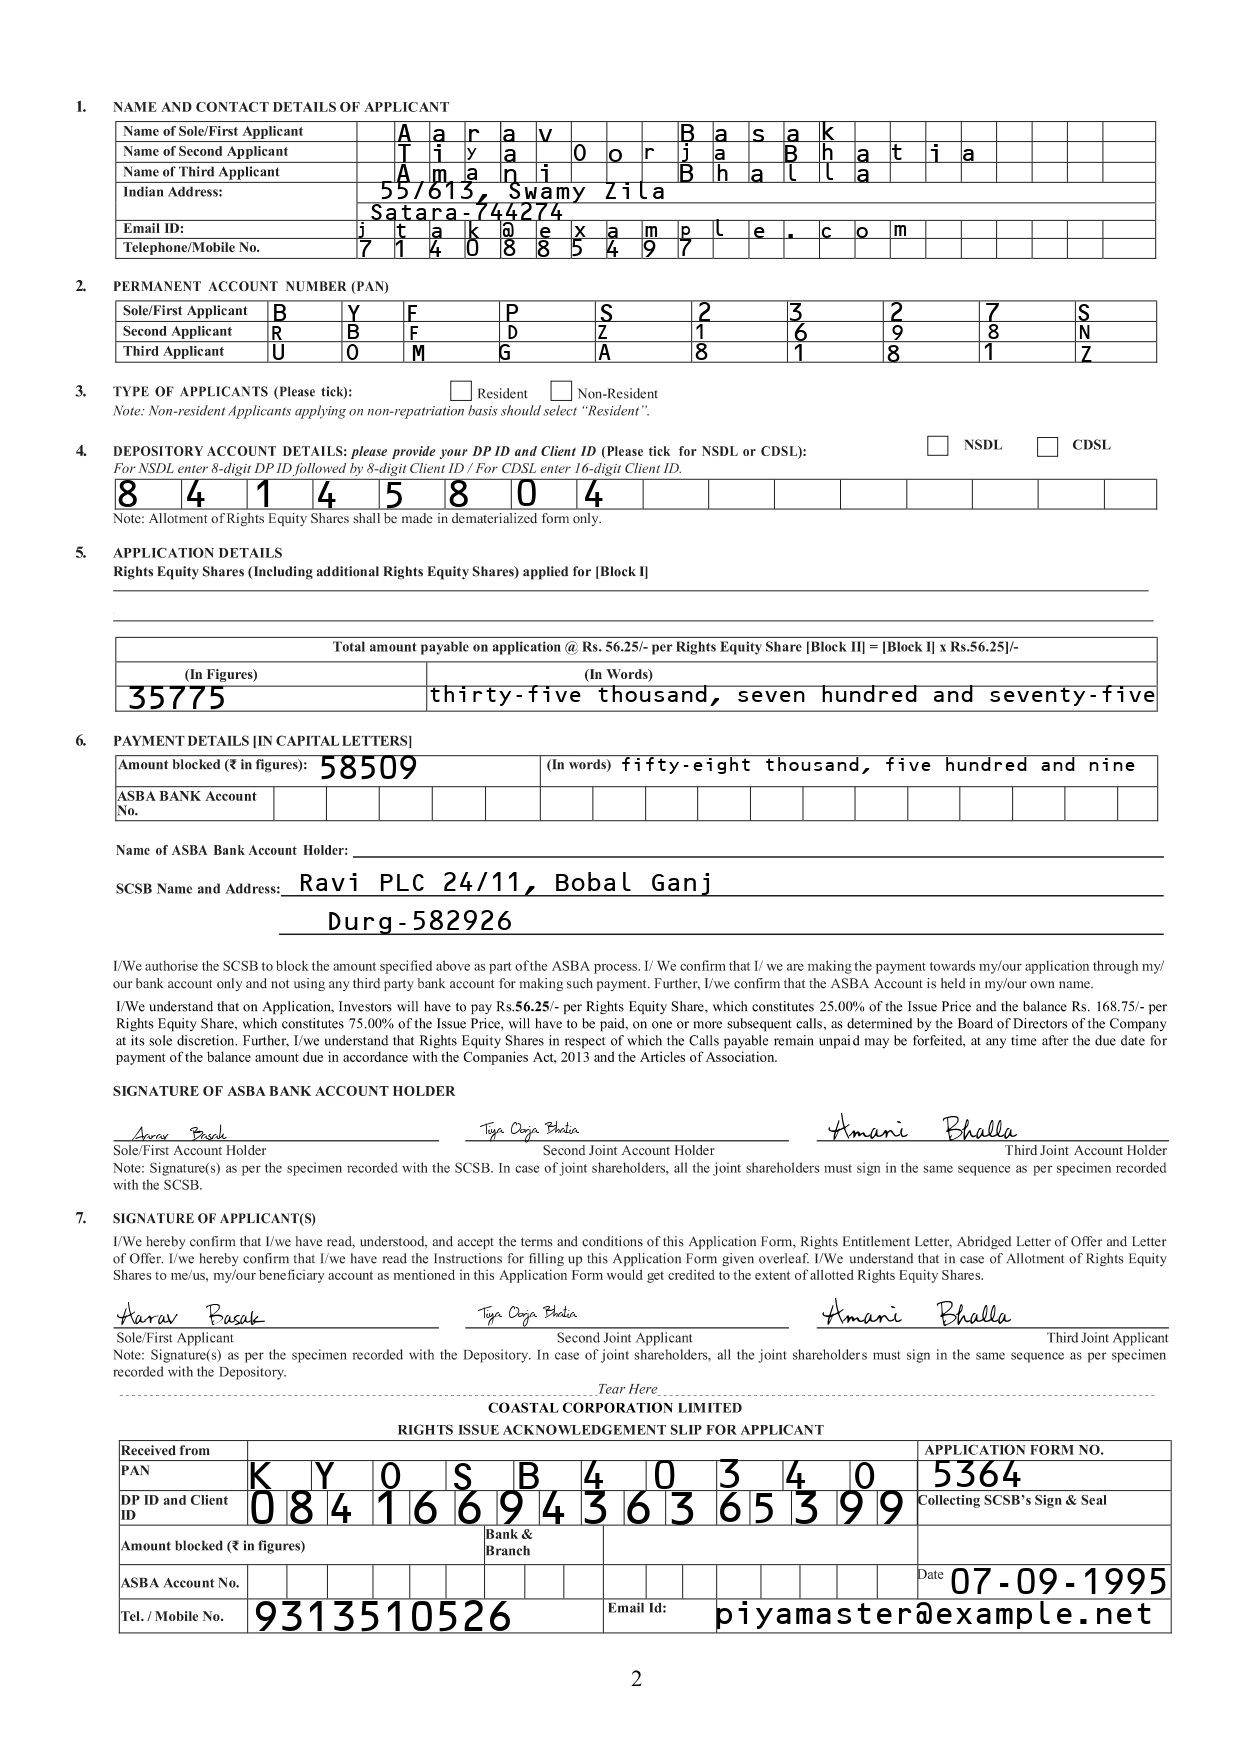 1. NAME AND CONTACT DETAILS OF APPLICANT
Name of Sole/First Applicant Aarav Basak
Name of Second Applicant Tiya Oorja Bhatia
Name of Third Applicant Amani Bhalla
Indian Address: 55/613, Swamy Zila
Satara-744274
Email ID: jtak@example.com
Telephone/Mobile No. 7140885497
2. PERMANENT ACCOUNT NUMBER (PAN)
Sole/First Applicant B Y F P S 2 3 2 7 S
Second Applicant R B F D Z 1 6 9 8 N
Third Applicant U O M G A 8 1 8 1 Z
3. TYPE OF APPLICANTS (Please tick): Resident Non-Resident
Note: Non-resident Applicants applying on non-repatriation basis should select “Resident”.
4. DEPOSITORY ACCOUNT DETAILS: please provide your DP ID and Client ID (Please tick for NSDL or CDSL): NSDL CDSL
For NSDL enter 8-digit DP ID followed by 8-digit Client ID / For CDSL enter 16-digit Client ID.
8 4 1 4 5 8 0 4
Note: Allotment of Rights Equity Shares shall be made in dematerialized form only.
5. APPLICATION DETAILS
Rights Equity Shares (Including additional Rights Equity Shares) applied for [Block I]
Total amount payable on application @ Rs. 56.25/- per Rights Equity Share [Block II] = [Block I] x Rs.56.25]/-
(In Figures) (In Words)
35775 thirty-five thousand, seven hundred and seventy-five
6. PAYMENT DETAILS [IN CAPITAL LETTERS]
Amount blocked (₹ in figures): 58509 (In words) fifty-eight thousand, five hundred and nine
ASBA BANK Account
No.
Name of ASBA Bank Account Holder:
SCSB Name and Address: Ravi PLC 24/11, Bobal Ganj
Durg-582926
I/We authorise the SCSB to block the amount specified above as part of the ASBA process. I/ We confirm that I/ we are making the payment towards my/our application through my/
our bank account only and not using any third party bank account for making such payment. Further, I/we confirm that the ASBA Account is held in my/our own name.
I/We understand that on Application, Investors will have to pay Rs.56.25/- per Rights Equity Share, which constitutes 25.00% of the Issue Price and the balance Rs. 168.75/- per
Rights Equity Share, which constitutes 75.00% of the Issue Price, will have to be paid, on one or more subsequent calls, as determined by the Board of Directors of the Company
at its sole discretion. Further, I/we understand that Rights Equity Shares in respect of which the Calls payable remain unpaid may be forfeited, at any time after the due date for
payment of the balance amount due in accordance with the Companies Act, 2013 and the Articles of Association.
SIGNATURE OF ASBA BANK ACCOUNT HOLDER
Aarav Basak Tiya Oorja Bhatia Amani Bhalla
Sole/First Account Holder Second Joint Account Holder Third Joint Account Holder
Note: Signature(s) as per the specimen recorded with the SCSB. In case of joint shareholders, all the joint shareholders must sign in the same sequence as per specimen recorded
with the SCSB.
7. SIGNATURE OF APPLICANT(S)
I/We hereby confirm that I/we have read, understood, and accept the terms and conditions of this Application Form, Rights Entitlement Letter, Abridged Letter of Offer and Letter
of Offer. I/we hereby confirm that I/we have read the Instructions for filling up this Application Form given overleaf. I/We understand that in case of Allotment of Rights Equity
Shares to me/us, my/our beneficiary account as mentioned in this Application Form would get credited to the extent of allotted Rights Equity Shares.
Aarav Basak Tiya Oorja Bhatia Amani Bhalla
Sole/First Applicant Second Joint Applicant Third Joint Applicant
Note: Signature(s) as per the specimen recorded with the Depository. In case of joint shareholders, all the joint shareholders must sign in the same sequence as per specimen
recorded with the Depository.
Tear Here
COASTAL CORPORATION LIMITED
RIGHTS ISSUE ACKNOWLEDGEMENT SLIP FOR APPLICANT
Received from APPLICATION FORM NO.
PAN K Y O S B 4 0 3 4 0 5364
DP ID and Client
ID 0841669436365399 Collecting SCSB’s Sign & Seal
Amount blocked (₹ in figures) Bank &
Branch
ASBA Account No. Date 07-09-1995
Tel. / Mobile No. 9313510526 Email Id: piyamaster@example.net
2